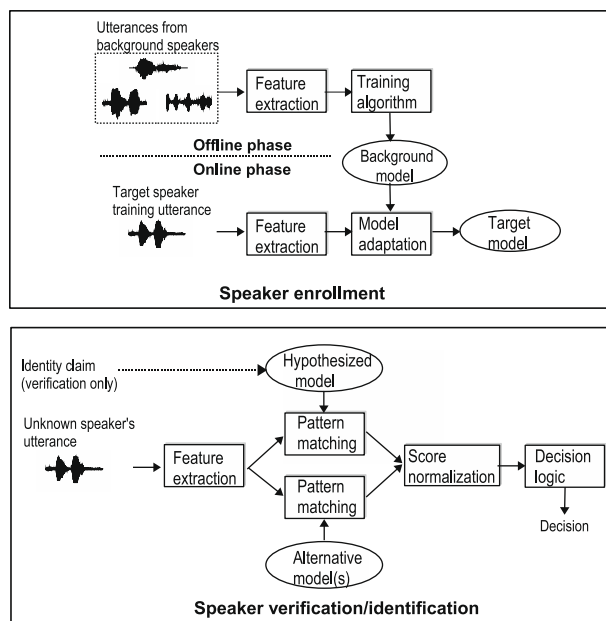 Utterances from
background speakers
Feature
extraction
Training
algorithm
Offline phase
Online phase
Background
model
Target speaker
training utterance
Feature
extraction
Model
adaptation
Target
model
Speaker enrollment
Identity claim
(verification only)
Hypothesized
model
Unknown speaker's
utterance
Feature
extraction
Pattern
matching
Pattern
matching
Score
normalization
Decision
logic
Decision
Alternative
model(s)
Speaker verification/identification